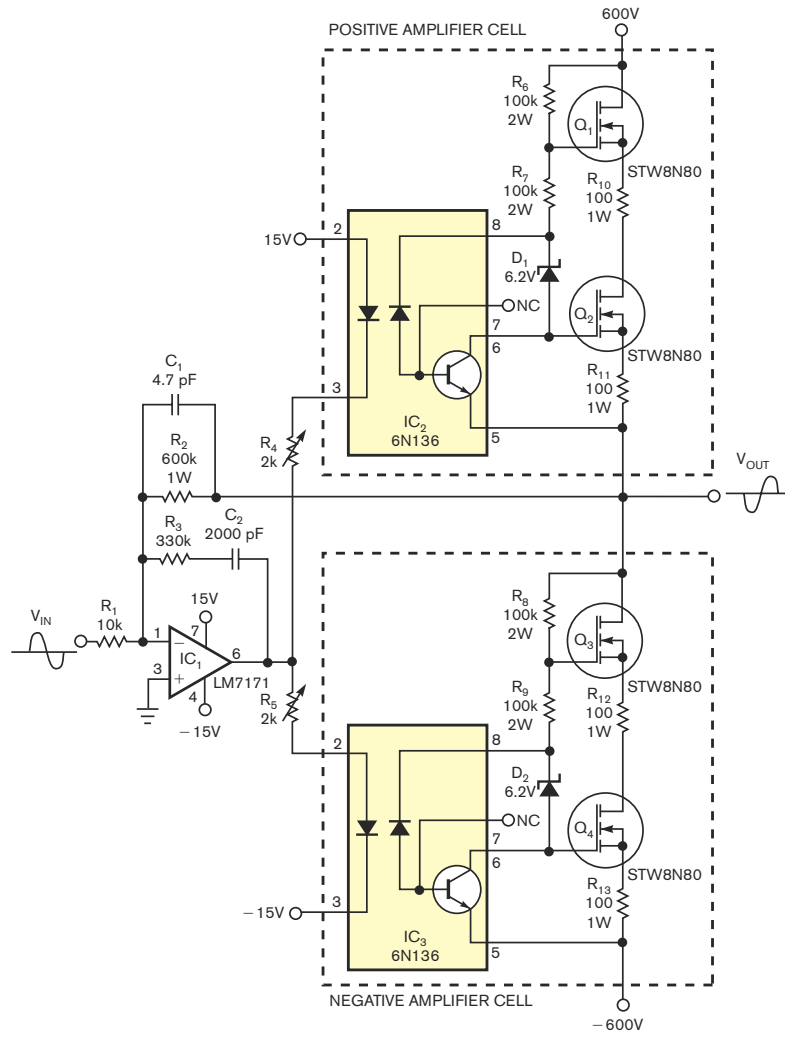 600V
POSITIVE AMPLIFIER CELL
R6
100k
2W
Q1
STW8N80
R7
100k
2W
R10
100
1W
15V
2
8
D1
6.2V
NC
Q2
7
6
STW8N80
R11
100
1W
3
IC2
6N136
5
C1
4.7 pF
R4
2k
R2
600k
1W
VOUT
R3
330k
C2
2000 pF
R8
100k
2W
R1
10k
VIN
15V
1
7
−
IC1
6
3
+
LM7171
4
−15V
R5
2k
Q3
STW8N80
R9
100k
2W
R12
100
1W
2
8
D2
6.2V
NC
Q4
7
6
STW8N80
R13
100
1W
−15V
3
IC3
6N136
5
NEGATIVE AMPLIFIER CELL
−600V